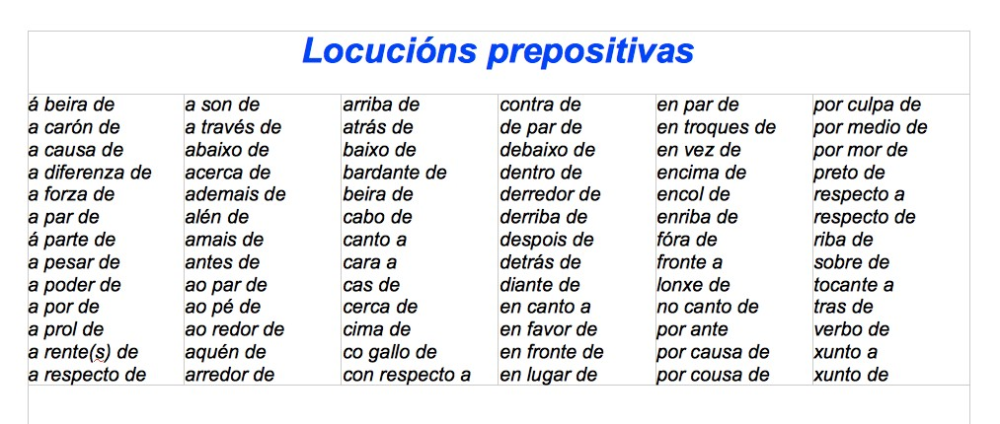 Locucións prepositivas
á beira de
a carón de
a causa de
a diferenza de
a forza de
a par de
á parte de
a pesar de
a poder de
a por de
a prol de
a rente(s) de
a respecto de
a son de
a través de
abaixo de
acerca de
ademais de
alén de
amais de
antes de
ao par de
ao pé de
ao redor de
aquén de
arredor de
arriba de
atrás de
baixo de
bardante de
beira de
cabo de
canto a
cara a
cas de
cerca de
cima de
co gallo de
con respecto a
contra de
de par de
debaixo de
dentro de
derredor de
derriba de
despois de
detrás de
diante de
en canto a
en favor de
en fronte de
en lugar de
en par de
en troques de
en vez de
encima de
encol de
enriba de
fóra de
fronte a
lonxe de
no canto de
por ante
por causa de
por cousa de
por culpa de
por medio de
por mor de
preto de
respecto a
respecto de
riba de
sobre de
tocante a
tras de
verbo de
xunto a
xunto de